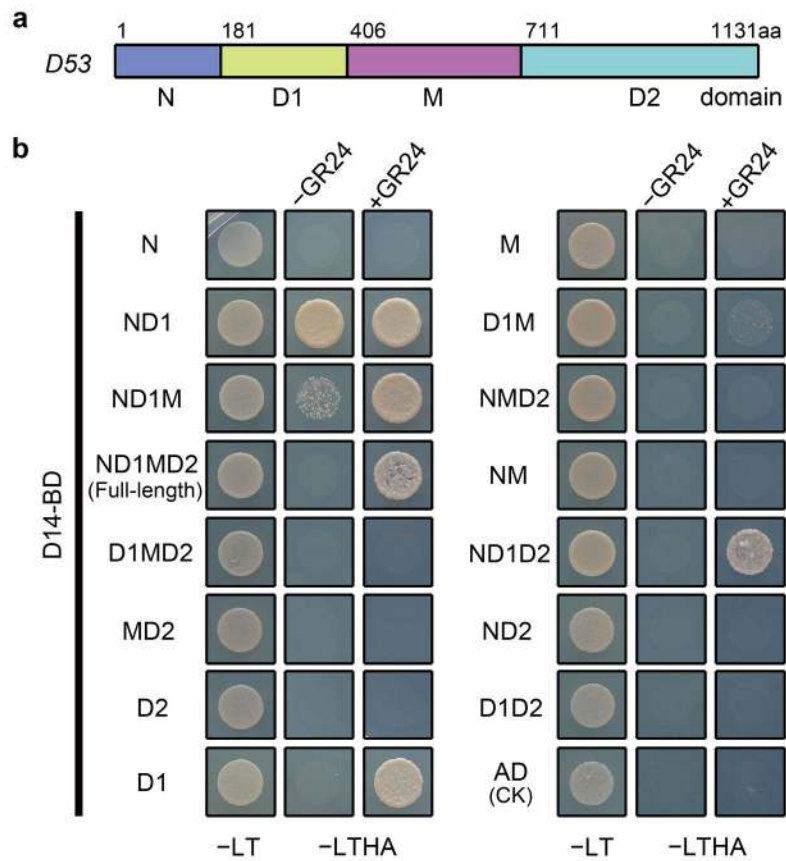 a
1 181 406 711 1131aa
D53
N D1 M D2 domain
b
−GR24 +GR24 −GR24 +GR24
D14-BD
N M
ND1 D1M
ND1M NMD2
ND1MD2 NM
(Full-length)
D1MD2 ND1D2
MD2 ND2
D2 D1D2
D1 AD
(CK)
−LT −LTHA −LT −LTHA